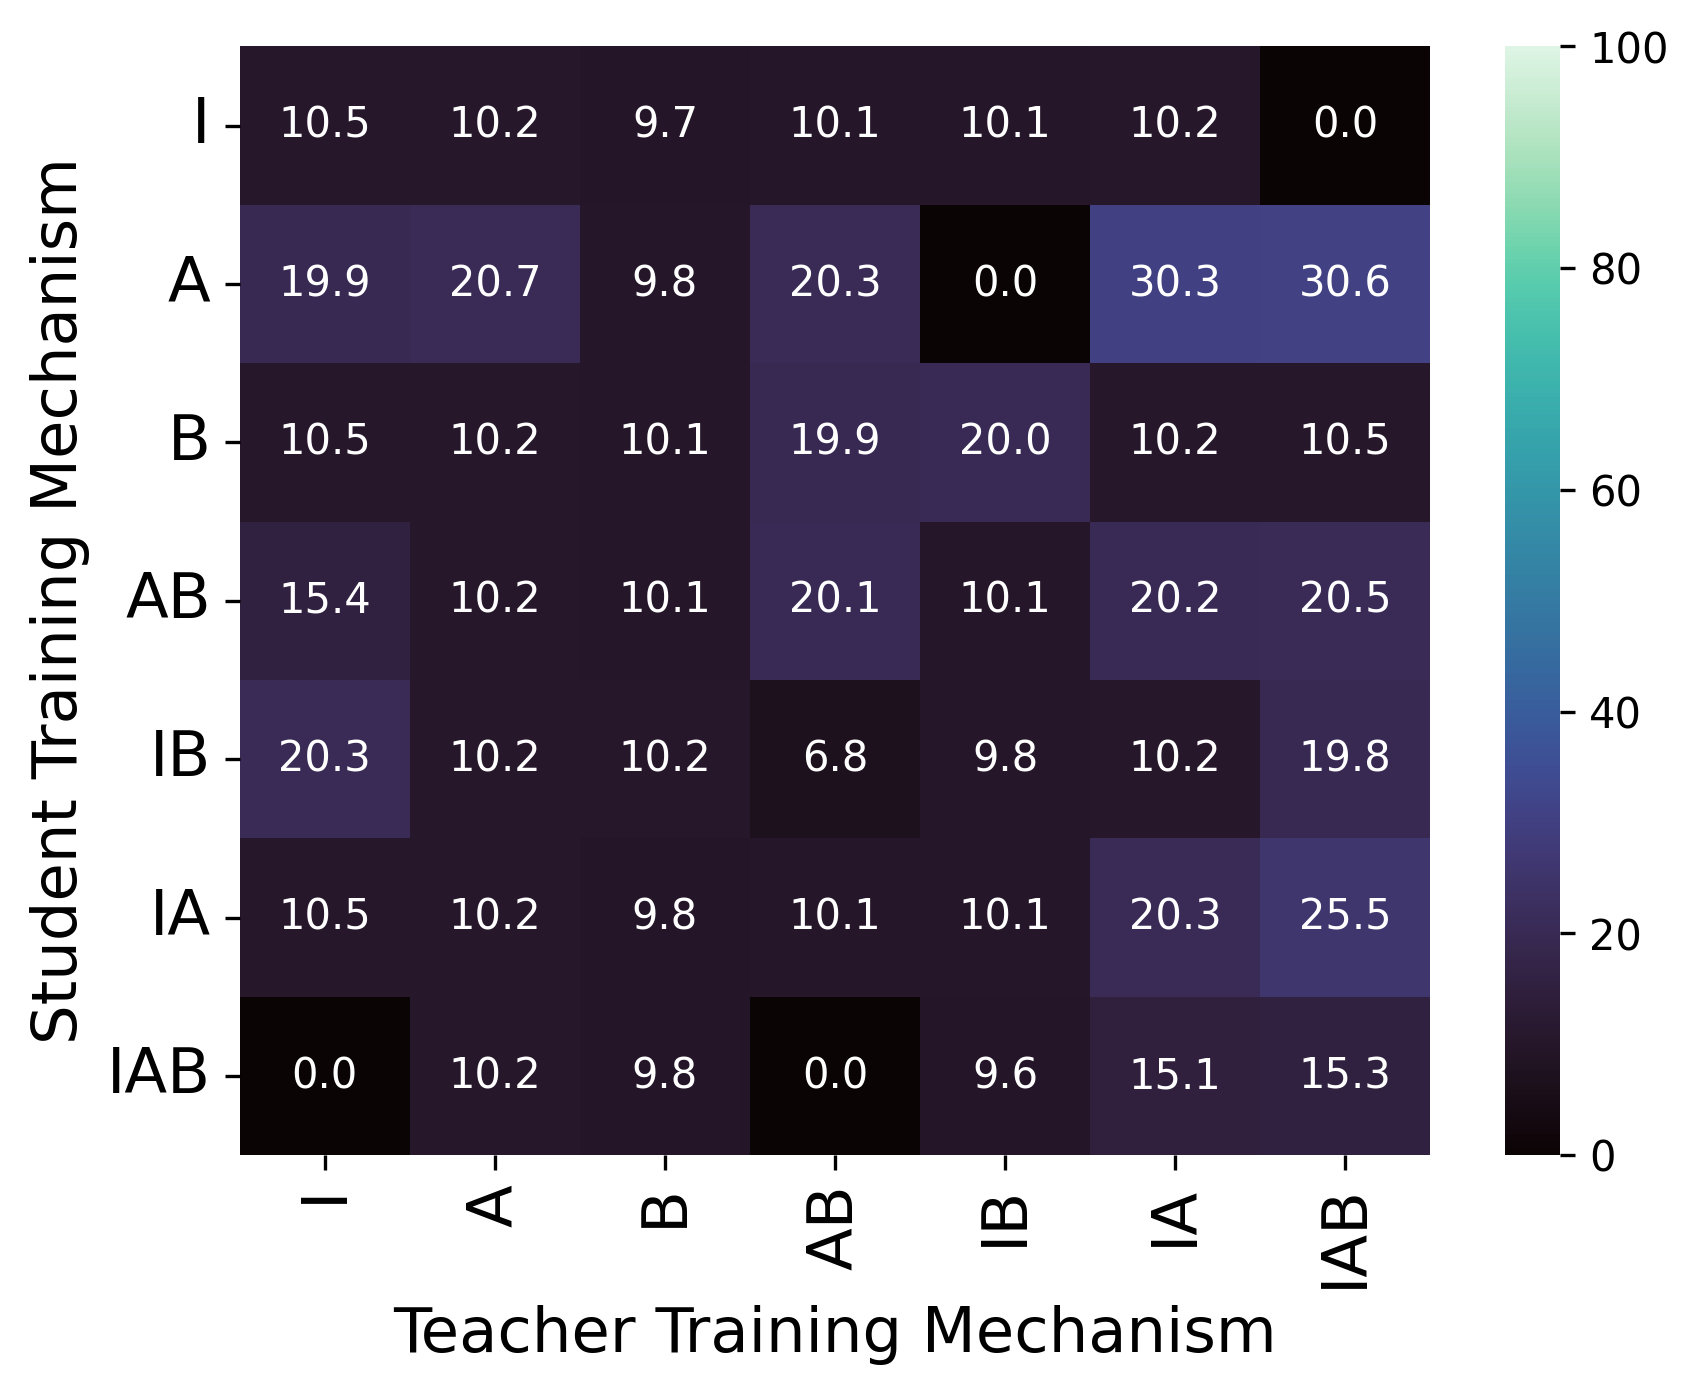 I 10.5 10.2 9.7 10.1 10.1 10.2 0.0
A 19.9 20.7 9.8 20.3 0.0 30.3 30.6
B 10.5 10.2 10.1 19.9 20.0 10.2 10.5
AB 15.4 10.2 10.1 20.1 10.1 20.2 20.5
IB 20.3 10.2 10.2 6.8 9.8 10.2 19.8
IA 10.5 10.2 9.8 10.1 10.1 20.3 25.5
IAB 0.0 10.2 9.8 0.0 9.6 15.1 15.3
I A B AB IB IA IAB
Teacher Training Mechanism
Student Training Mechanism
100
80
60
40
20
0